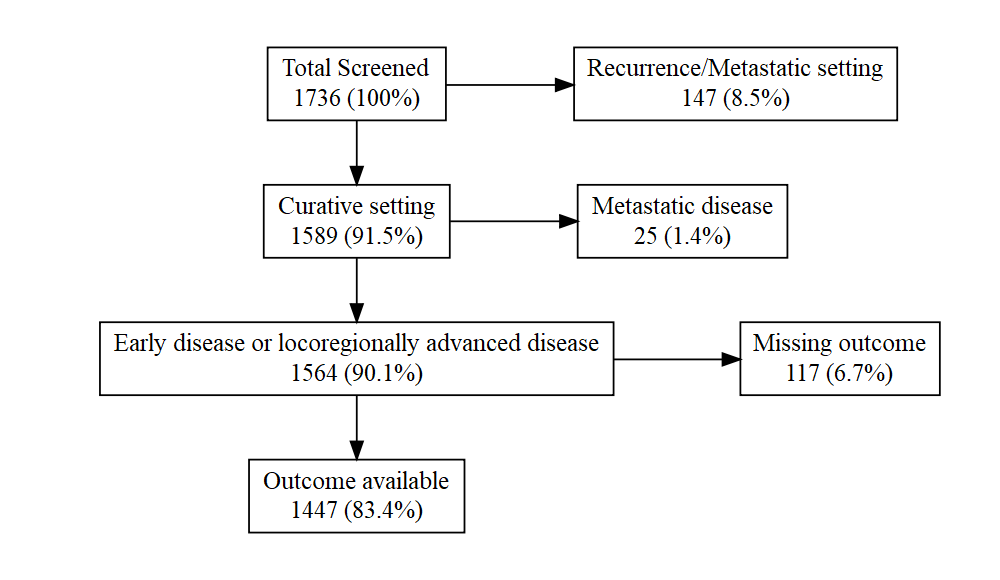 Total Screened
1736 (100%)
Recurrence/Metastatic setting
147 (8.5%)
Curative setting
1589 (91.5%)
Metastatic disease
25 (1.4%)
Early disease or locoregionally advanced disease
1564 (90.1%)
Missing outcome
117 (6.7%)
Outcome available
1447 (83.4%)